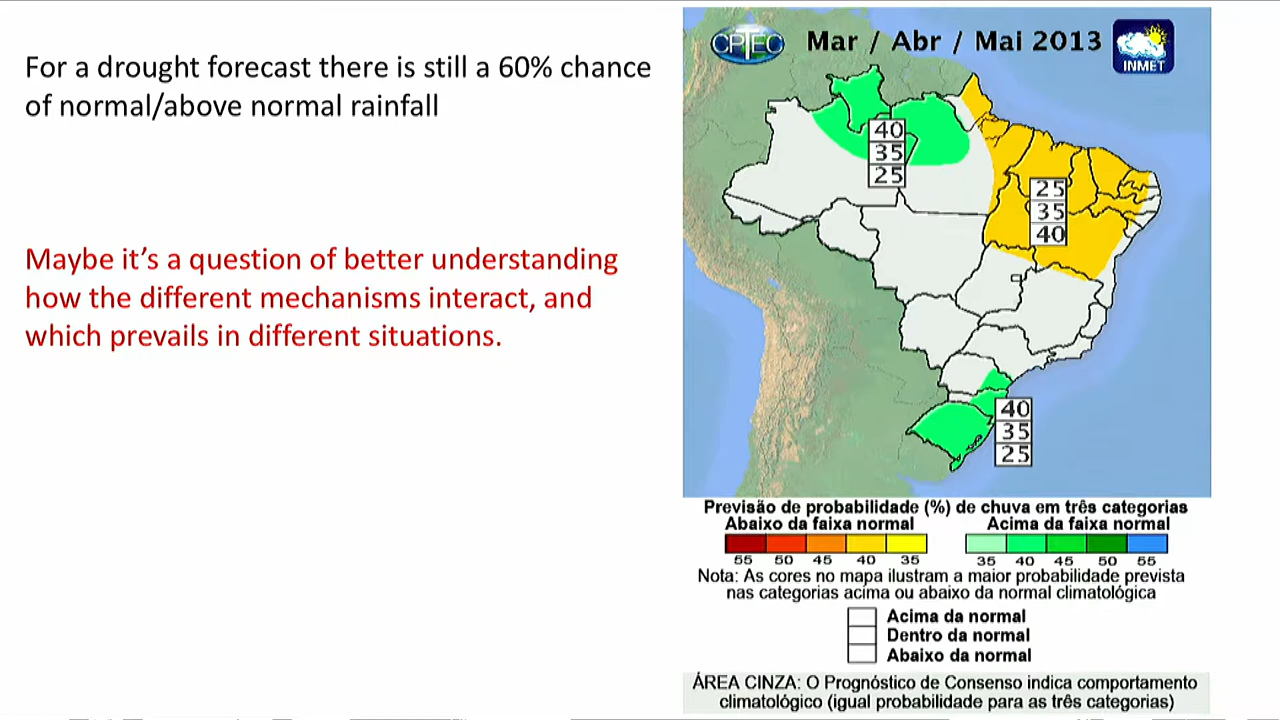 For a drought forecast there is still a 60% chance
of normal/above normal rainfall
Maybe it’s a question of better understanding
how the different mechanisms interact, and
which prevails in different situations.
CPTEC
Mar / Abr / Mai 2013
INMET
40
35
25
25
35
40
40
35
25
Previsão de probabilidade (%) de chuva em três categorias
Abaixo da faixa normal
Acima da faixa normal
55 50 45 40 35
35 40 45 50 55
Nota: As cores no mapa ilustram a maior probabilidade prevista
nas categorias acima ou abaixo da normal climatológica
Acima da normal
Dentro da normal
Abaixo da normal
ÁREA CINZA: O Prognóstico de Consenso indica comportamento
climatológico (igual probabilidade para as três categorias)